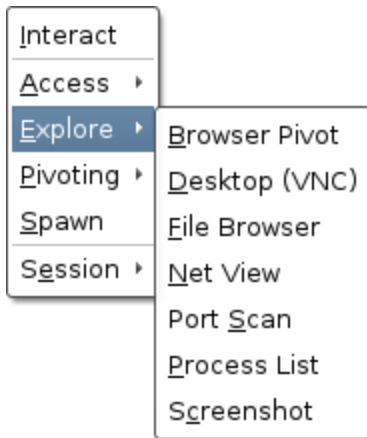 Interact
Access
Explore
Pivoting
Spawn
Session
Browser Pivot
Desktop (VNC)
File Browser
Net View
Port Scan
Process List
Screenshot